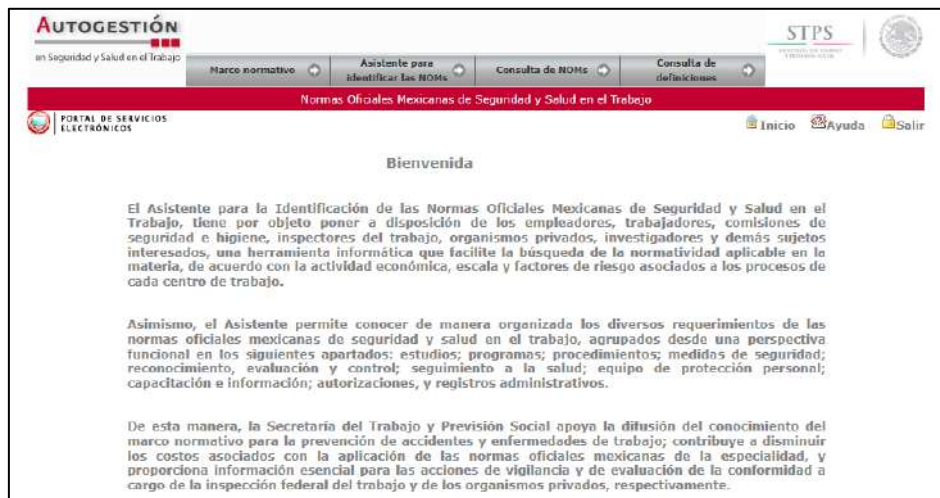 AUTOGESTIÓN
en Seguridad y Salud en el Trabajo
STPS
Marco normativo
Asistente para
identificar las NOMs
Consulta de NOMs
Consulta de
definiciones
Normas Oficiales Mexicanas de Seguridad y Salud en el Trabajo
PORTAL DE SERVICIOS
ELECTRÓNICOS
Inicio Ayuda Salir
Bienvenida
El Asistente para la Identificación de las Normas Oficiales Mexicanas de Seguridad y Salud en el
Trabajo, tiene por objeto poner a disposición de los empleadores, trabajadores, comisiones de
seguridad e higiene, inspectores del trabajo, organismos privados, investigadores y demás sujetos
interesados, una herramienta informática que facilite la búsqueda de la normatividad aplicable en la
materia, de acuerdo con la actividad económica, escala y factores de riesgo asociados a los procesos de
cada centro de trabajo.
Asimismo, el Asistente permite conocer de manera organizada los diversos requerimientos de las
normas oficiales mexicanas de seguridad y salud en el trabajo, agrupados desde una perspectiva
funcional en los siguientes apartados: estudios; programas; procedimientos; medidas de seguridad;
reconocimiento, evaluación y control; seguimiento a la salud; equipo de protección personal;
capacitación e información; autorizaciones, y registros administrativos.
De esta manera, la Secretaría del Trabajo y Previsión Social apoya la difusión del conocimiento del
marco normativo para la prevención de accidentes y enfermedades de trabajo; contribuye a disminuir
los costos asociados con la aplicación de las normas oficiales mexicanas de la especialidad, y
proporciona información esencial para las acciones de vigilancia y de evaluación de la conformidad a
cargo de la inspección federal del trabajo y de los organismos privados, respectivamente.